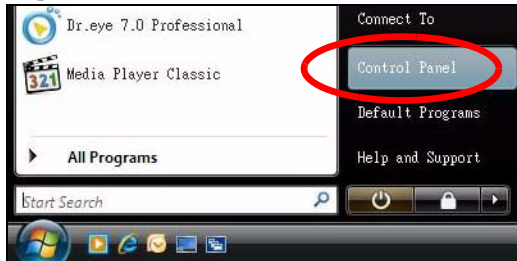 Dr.eye 7.0 Professional
321
Media Player Classic
All Programs
Start Search
Connect To
Control Panel
Default Programs
Help and Support